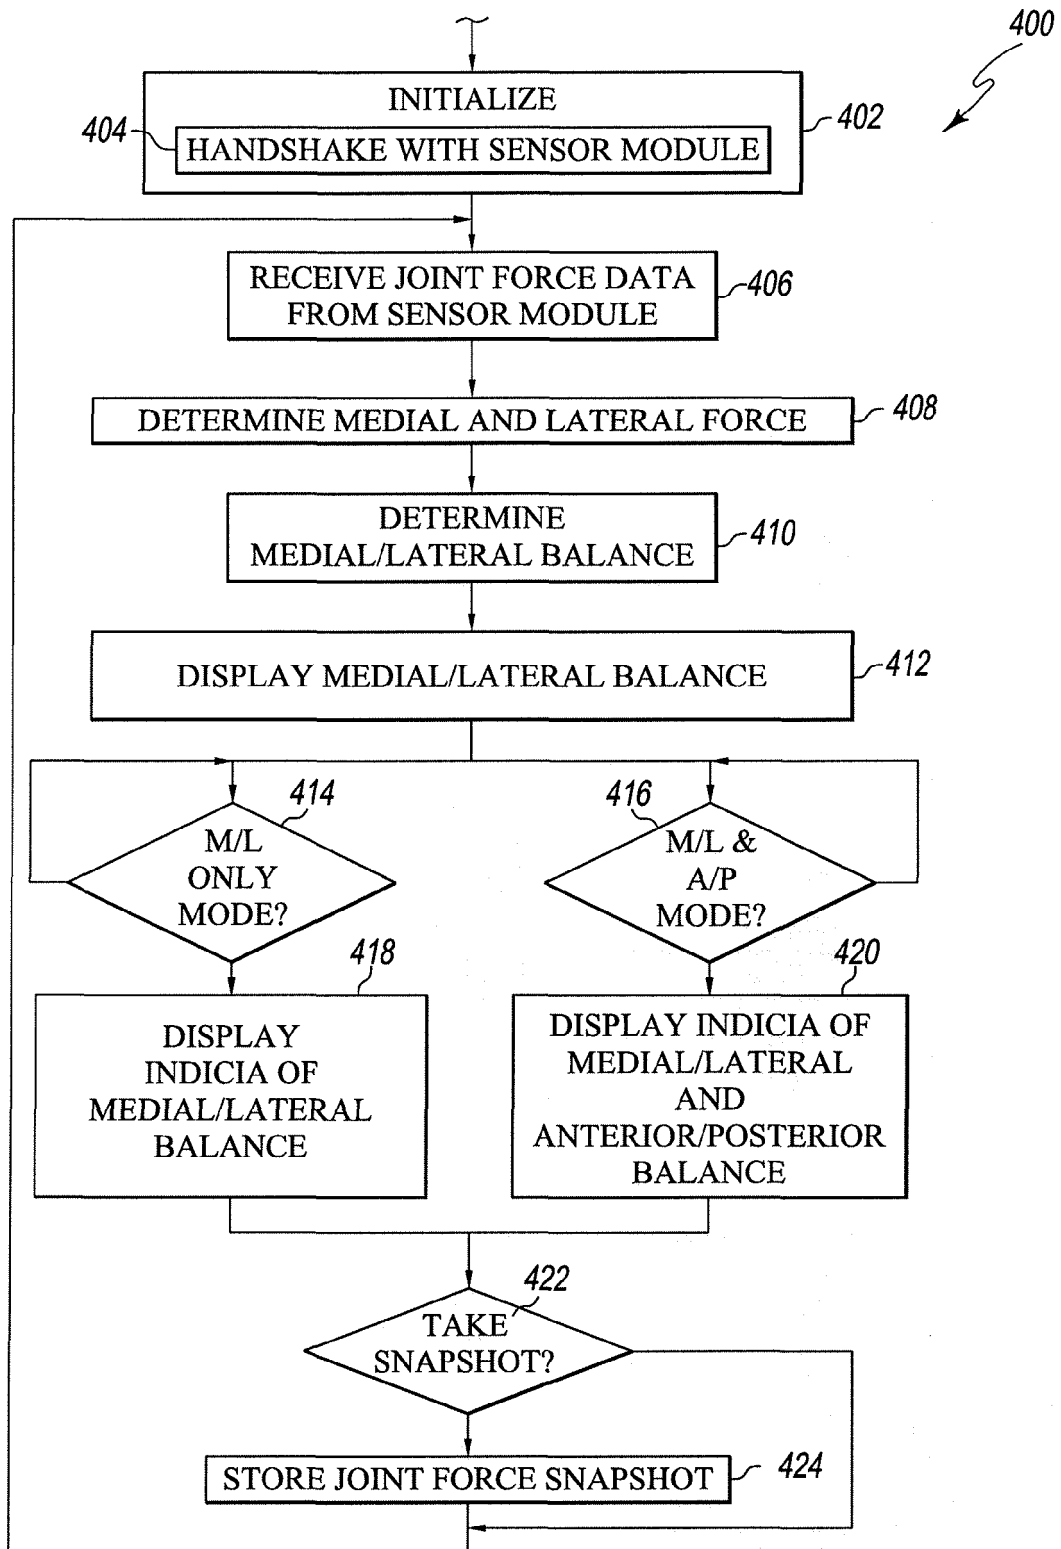 400
INITIALIZE
402
404
HANDSHAKE WITH SENSOR MODULE
RECEIVE JOINT FORCE DATA
FROM SENSOR MODULE
406
DETERMINE MEDIAL AND LATERAL FORCE
408
DETERMINE
MEDIAL/LATERAL BALANCE
410
DISPLAY MEDIAL/LATERAL BALANCE
412
414
M/L
ONLY
MODE?
416
M/L &
A/P
MODE?
418
DISPLAY
INDICIA OF
MEDIAL/LATERAL
BALANCE
420
DISPLAY INDICIA OF
MEDIAL/LATERAL
AND
ANTERIOR/POSTERIOR
BALANCE
422
TAKE
SNAPSHOT?
STORE JOINT FORCE SNAPSHOT
424